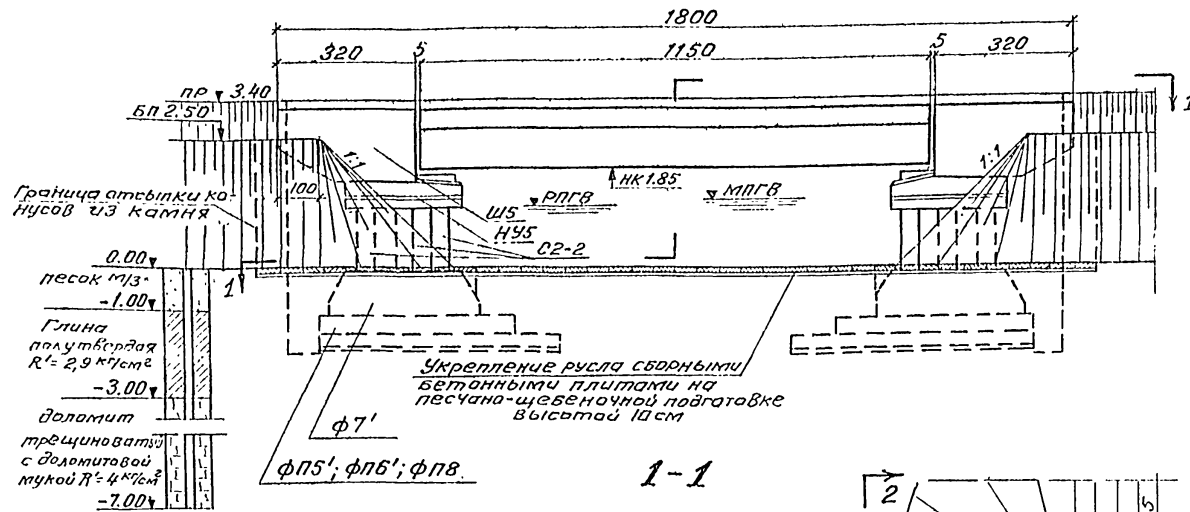 1800
320 5 1150 5 320
ПР 3.40
БП 2.50
1
1:1
1:1
Граница отсыпки ко-
нусов из камня
100
НК 1.85
РПГВ
МПГВ
Ш5
НУ5
С2-2
0.00
песок м/з
1
-1.00
Глина
полутвердая
R'= 2,9 кг/см²
-3.00
доломит
трещиноватый
с доломитовой
мукой R'= 4 кг/см²
-7.00
Укрепление русла сборными
бетонными плитами на
песчано-щебеночной подготовке
высотой 10 см
Ф7'
ФП5'; ФП6'; ФП8
1-1
2
5